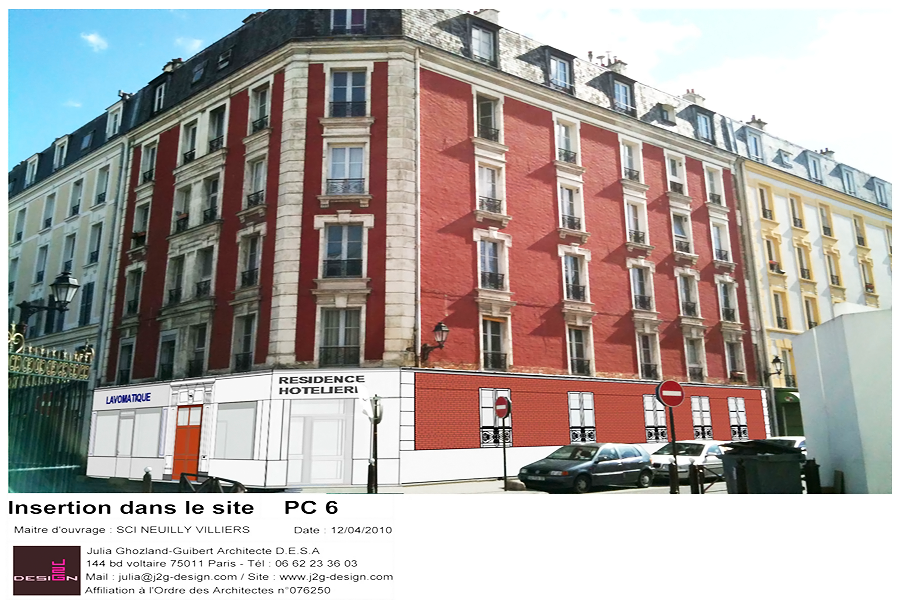 LAVOMATIQUE
RESIDENCE
HOTELIERI
Insertion dans le site PC 6
Maitre d'ouvrage : SCI NEUILLY VILLIERS Date : 12/04/2010
Julia Ghozland-Guibert Architecte D.E.S.A
144 bd voltaire 75011 Paris - Tél : 06 62 23 36 03
DESIGN
Mail : julia@j2g-design.com / Site : www.j2g-design.com
Affiliation à l'Ordre des Architectes n°076250